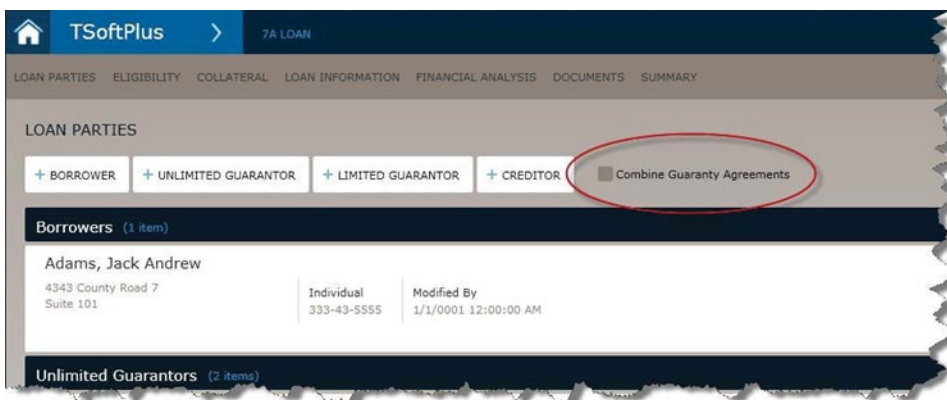 TSoftPlus 7A LOAN
LOAN PARTIES ELIGIBILITY COLLATERAL LOAN INFORMATION FINANCIAL ANALYSIS DOCUMENTS SUMMARY
LOAN PARTIES
+ BORROWER + UNLIMITED GUARANTOR + LIMITED GUARANTOR + CREDITOR Combine Guaranty Agreements
Borrowers (1 item)
Adams, Jack Andrew
4343 County Road 7 Individual Modified By
Suite 101 333-43-5555 1/1/0001 12:00:00 AM
Unlimited Guarantors (2 items)